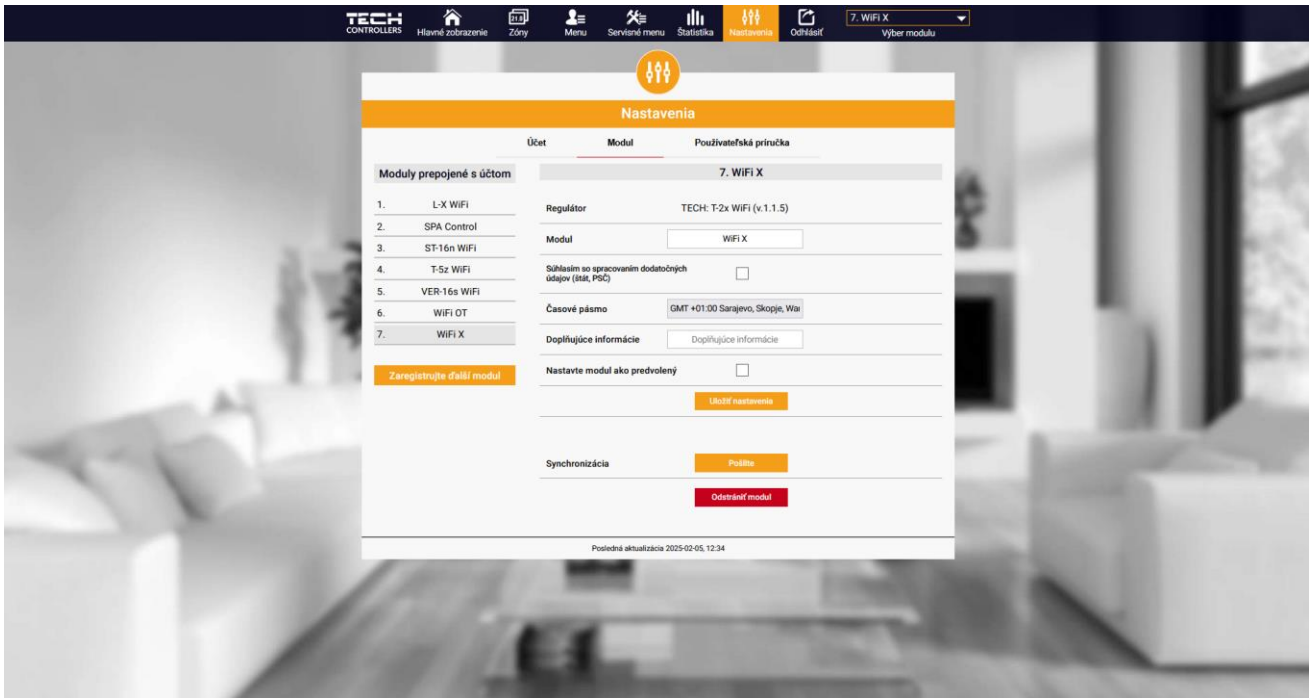 TECH
CONTROLLERS
Hlavné zobrazenie
21.8
Zóny
Menu
Servisné menu
Štatistika
Nastavenia
Odhlásiť
7. WiFi X
Výber modulu
Nastavenia
Účet Modul Používateľská príručka
Moduly prepojené s účtom
1. L-X WiFi
2. SPA Control
3. ST-16n WiFi
4. T-5z WiFi
5. VER-16s WiFi
6. WiFi OT
7. WiFi X
Zaregistrujte ďalší modul
7. WiFi X
Regulátor TECH: T-2x WiFi (v.1.1.5)
Modul WiFi X
Súhlasím so spracovaním dodatočných
údajov (štát, PSČ)
Časové pásmo GMT +01:00 Sarajevo, Skopje, War
Doplňujúce informácie Doplňujúce informácie
Nastavte modul ako predvolený
Uložiť nastavenia
Synchronizácia Pošlite
Odstrániť modul
Posledná aktualizácia 2025-02-05, 12:34